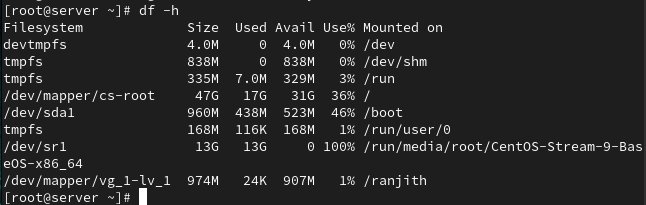 [root@server ~]# df -h
Filesystem             Size  Used Avail Use% Mounted on
devtmpfs               4.0M     0  4.0M   0% /dev
tmpfs                  838M     0  838M   0% /dev/shm
tmpfs                  335M  7.0M  329M   3% /run
/dev/mapper/cs-root     47G   17G   31G  36% /
/dev/sda1              960M  438M  523M  46% /boot
tmpfs                  168M  116K  168M   1% /run/user/0
/dev/sr1                13G   13G     0 100% /run/media/root/CentOS-Stream-9-Bas
eOS-x86_64
/dev/mapper/vg_1-lv_1  974M   24K  907M   1% /ranjith
[root@server ~]#